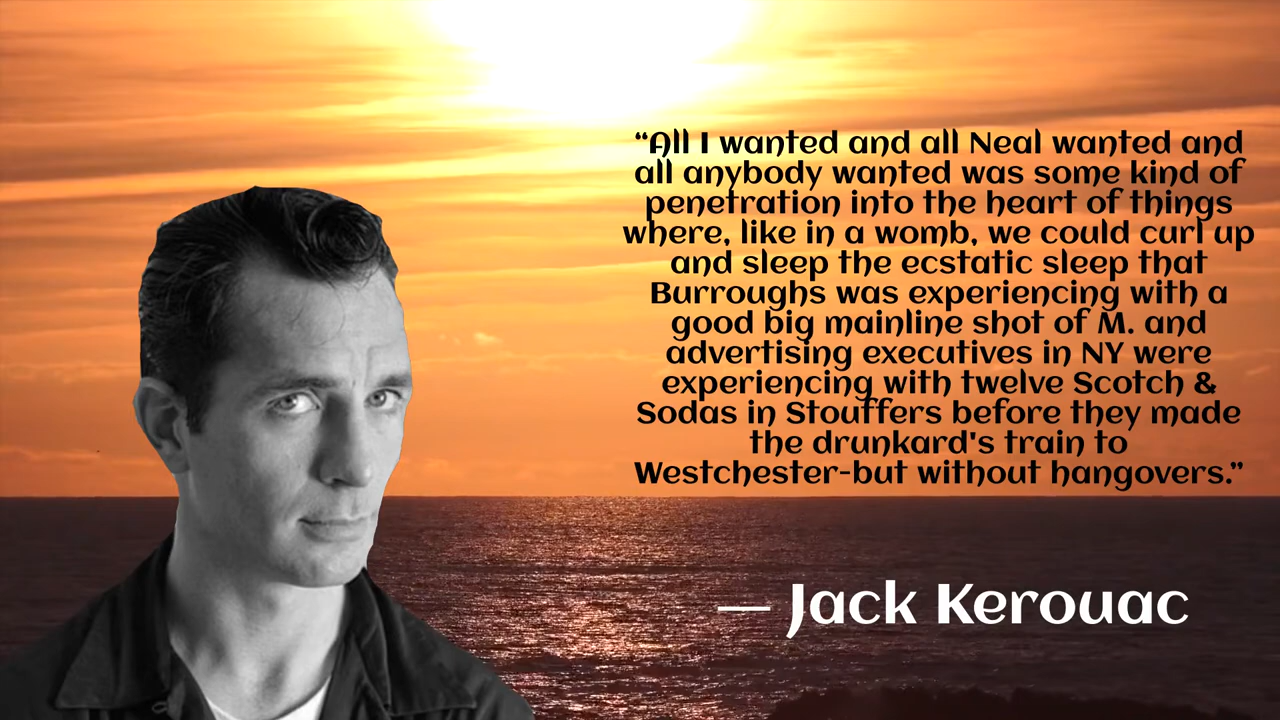 “All I wanted and all Neal wanted and
all anybody wanted was some kind of
penetration into the heart of things
where, like in a womb, we could curl up
and sleep the ecstatic sleep that
Burroughs was experiencing with a
good big mainline shot of M. and
advertising executives in NY were
experiencing with twelve Scotch &
Sodas in Stouffers before they made
the drunkard's train to
Westchester-but without hangovers.”
— Jack Kerouac